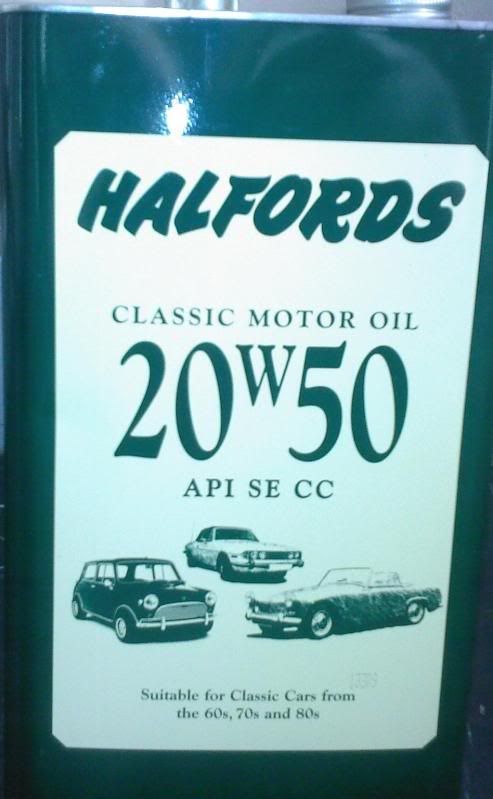 HALFORDS
CLASSIC MOTOR OIL
20W50
API SE CC
Suitable for Classic Cars from
the 60s, 70s and 80s